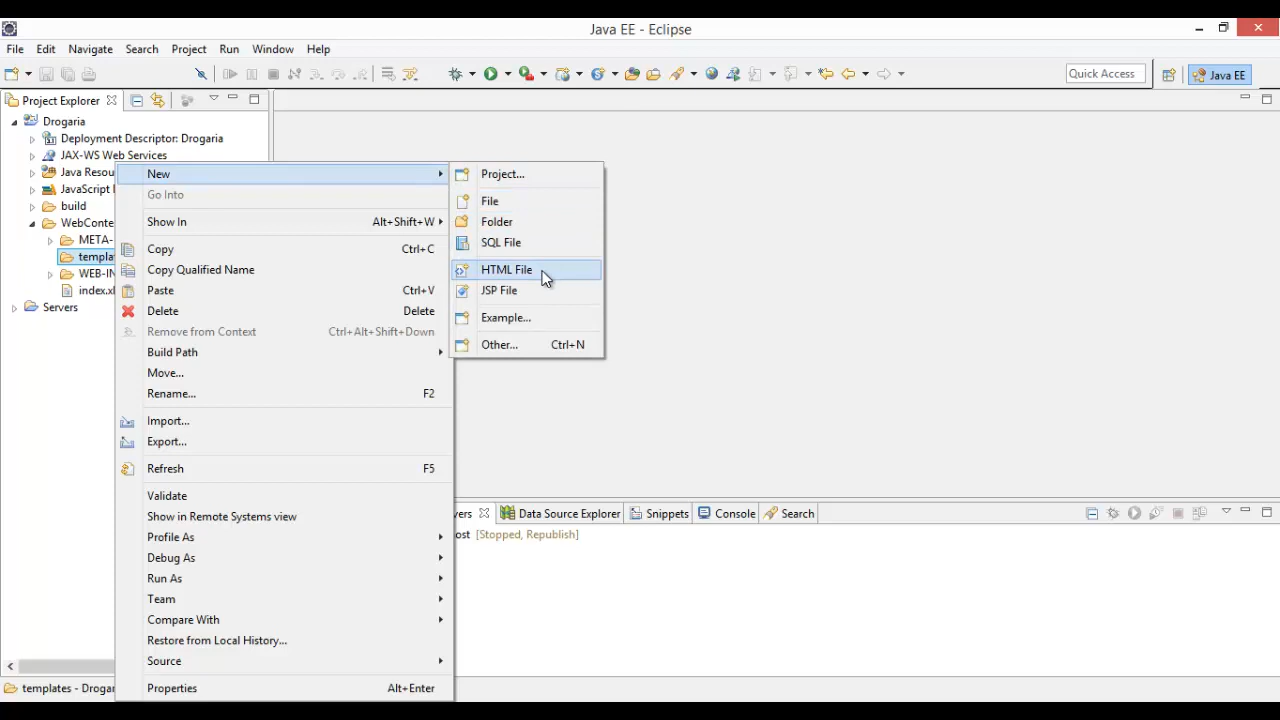 Java EE - Eclipse
File Edit Navigate Search Project Run Window Help
Quick Access
Java EE
Project Explorer
Drogaria
Deployment Descriptor: Drogaria
JAX-WS Web Services
Java Resou
JavaScript
build
WebConte
META-
templa
WEB-IN
index.x
Servers
New
Go Into
Show In Alt+Shift+W
Copy Ctrl+C
Copy Qualified Name
Paste Ctrl+V
Delete Delete
Remove from Context Ctrl+Alt+Shift+Down
Build Path
Move...
Rename... F2
Import...
Export...
Refresh F5
Validate
Show in Remote Systems view
Profile As
Debug As
Run As
Team
Compare With
Restore from Local History...
Source
Properties Alt+Enter
Project...
File
Folder
SQL File
HTML File
JSP File
Example...
Other... Ctrl+N
vers Data Source Explorer Snippets Console Search
ost [Stopped, Republish]
templates - Drogar